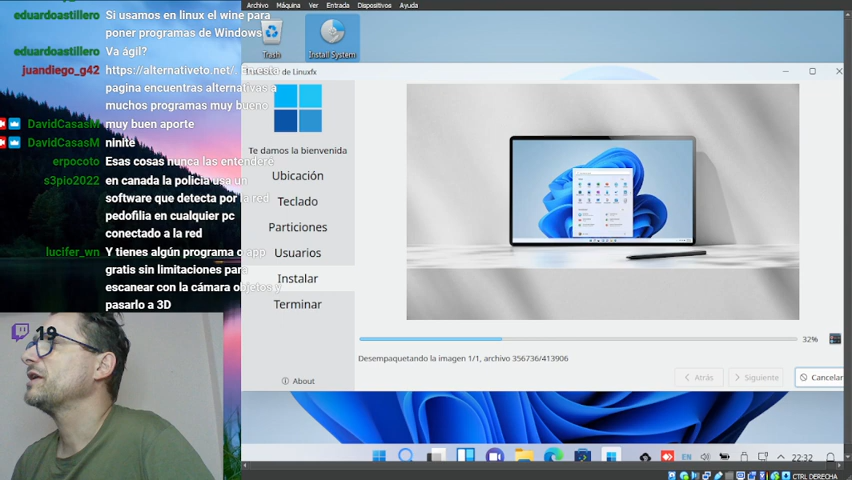 Archivo Máquina Ver Entrada Dispositivos Ayuda
eduardoastillero Si usamos en linux el wine para
poner programas de Windows
eduardoastillero Va ágil?
juandiego_g42 https://alternativeto.net/ en esta
pagina encuentras alternativas a
muchos programas muy bueno
DavidCasasM muy buen aporte
DavidCasasM ninite
erpocoto Esas cosas nunca las entendere
s3pio2022 en canada la policia usa un
software que detecta por la red
pedofilia en cualquier pc
conectado a la red
lucifer_wn Y tienes algún programa o app
gratis sin limitaciones para
escanear con la cámara objetos y
pasarlo a 3D
19
Trash
Install System
de Linuxfx
Te damos la bienvenida
Ubicación
Teclado
Particiones
Usuarios
Instalar
Terminar
About
32%
Desempaquetando la imagen 1/1, archivo 356736/413906
Atrás
Siguiente
Cancelar
EN
22:32
CTRL DERECHA